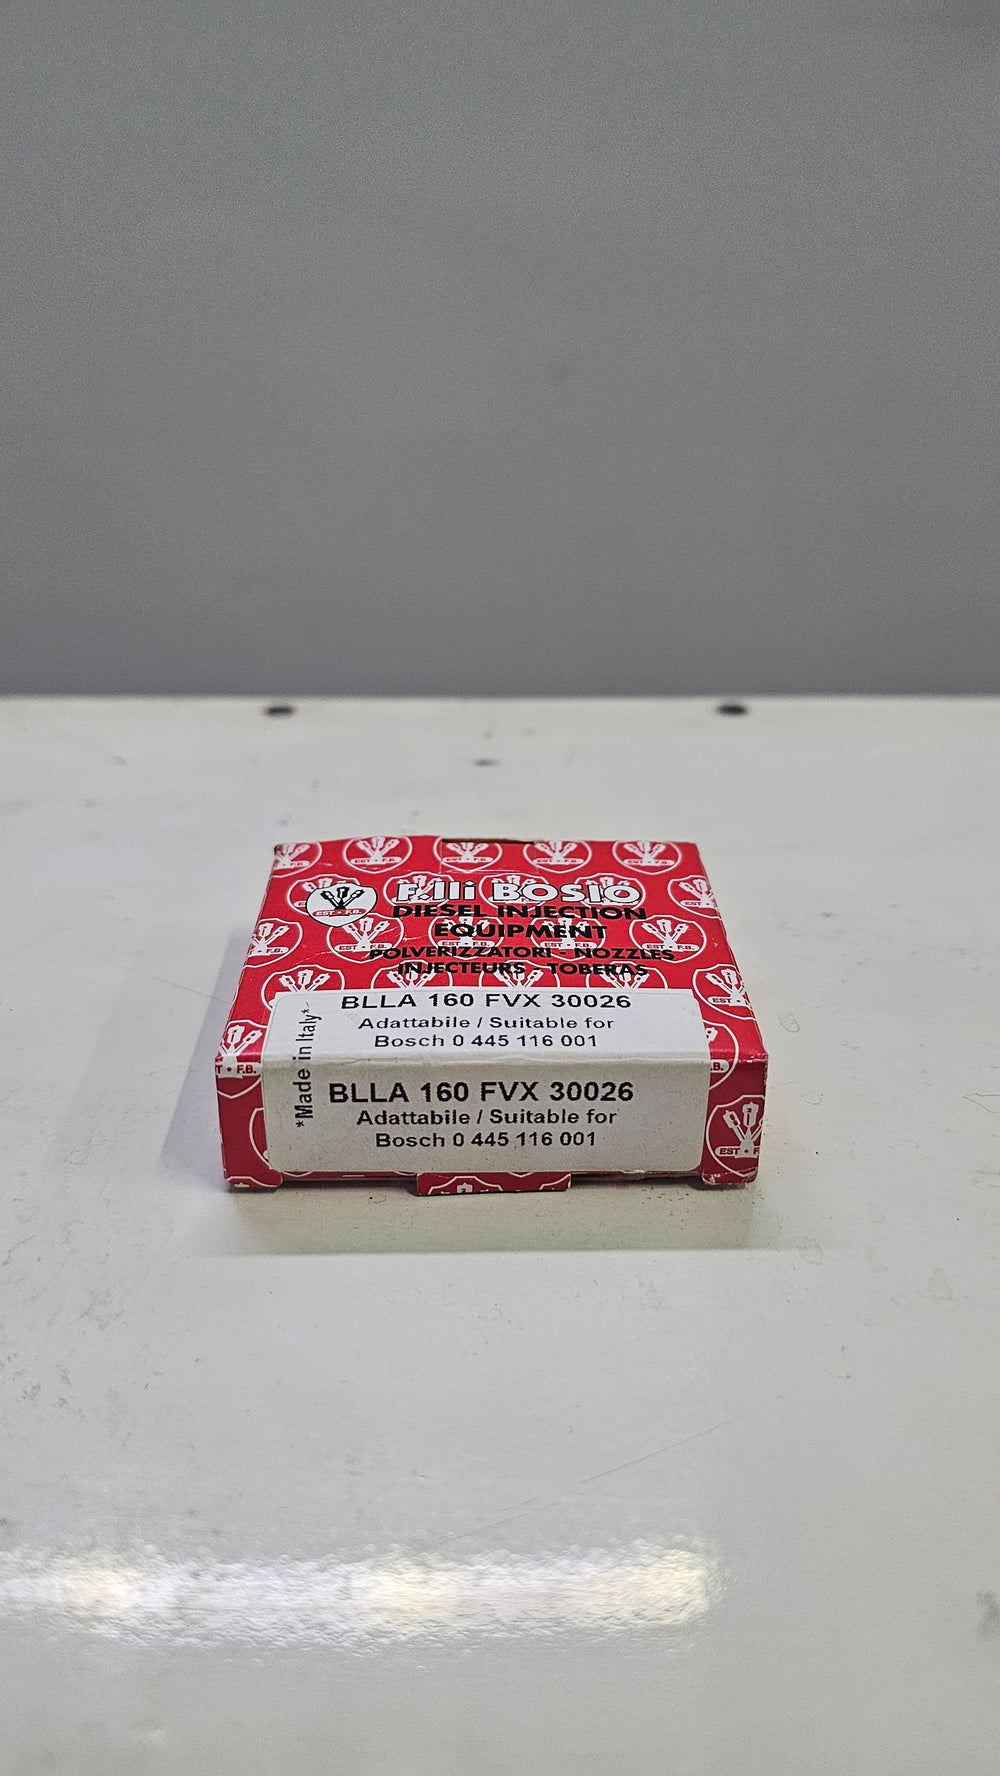 F.lli BOSIO
EST • F.B.
DIESEL INJECTION
EQUIPMENT
POLVERIZZATORI - NOZZLES
INJECTEURS - TOBERAS
BLLA 160 FVX 30026
Adattabile / Suitable for
Bosch 0 445 116 001
*Made in Italy*
BLLA 160 FVX 30026
Adattabile / Suitable for
Bosch 0 445 116 001